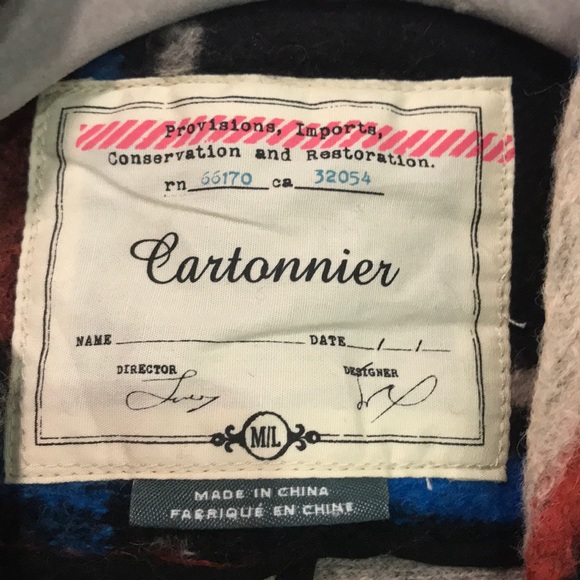 Provisions, Imports,
Conservation and Restoration.
rn 66170 ca 32054
Cartonnier
NAME DATE / /
DIRECTOR DESIGNER
M/L
MADE IN CHINA
FABRIQUÉ EN CHINE